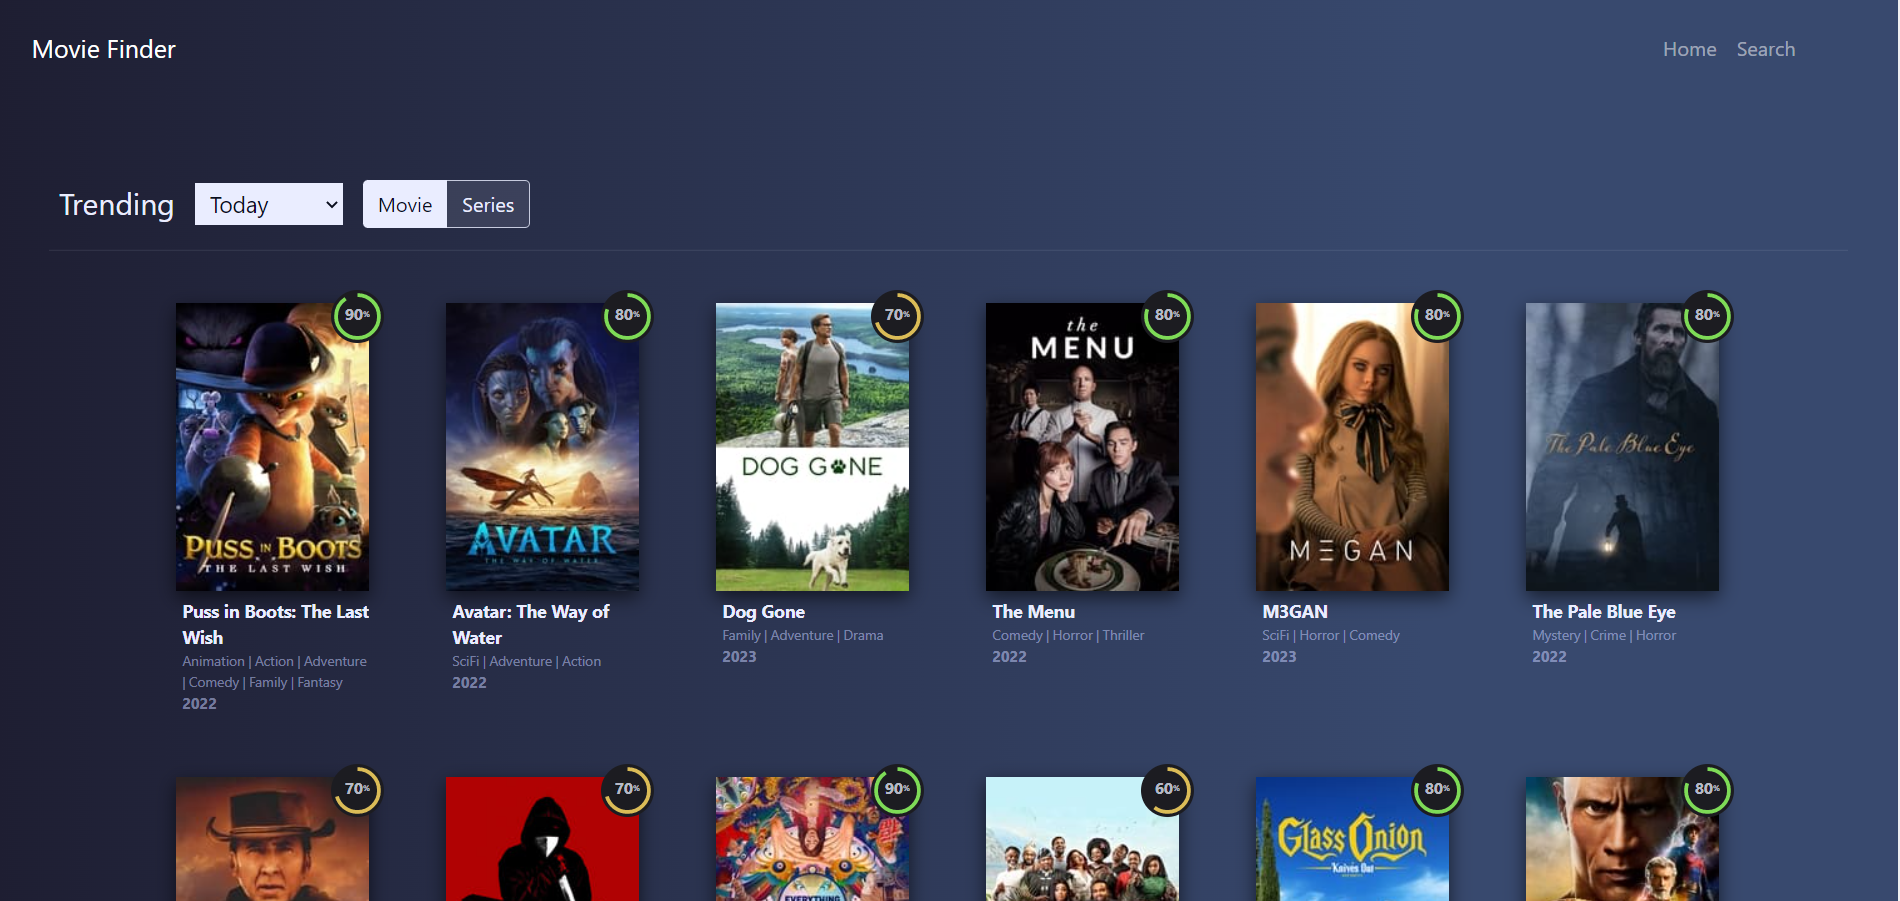 Movie Finder
Home
Search
Trending
Today
Movie
Series
90%
80%
70%
80%
80%
80%
PUSS IN BOOTS
THE LAST WISH
AVATAR
THE WAY OF WATER
DOG GONE
the
MENU
M3GAN
The Pale Blue Eye
Puss in Boots: The Last
Wish
Animation | Action | Adventure
| Comedy | Family | Fantasy
2022
Avatar: The Way of
Water
SciFi | Adventure | Action
2022
Dog Gone
Family | Adventure | Drama
2023
The Menu
Comedy | Horror | Thriller
2022
M3GAN
SciFi | Horror | Comedy
2023
The Pale Blue Eye
Mystery | Crime | Horror
2022
70%
70%
90%
60%
80%
80%
EVERYTHING
Glass Onion
Knives Out